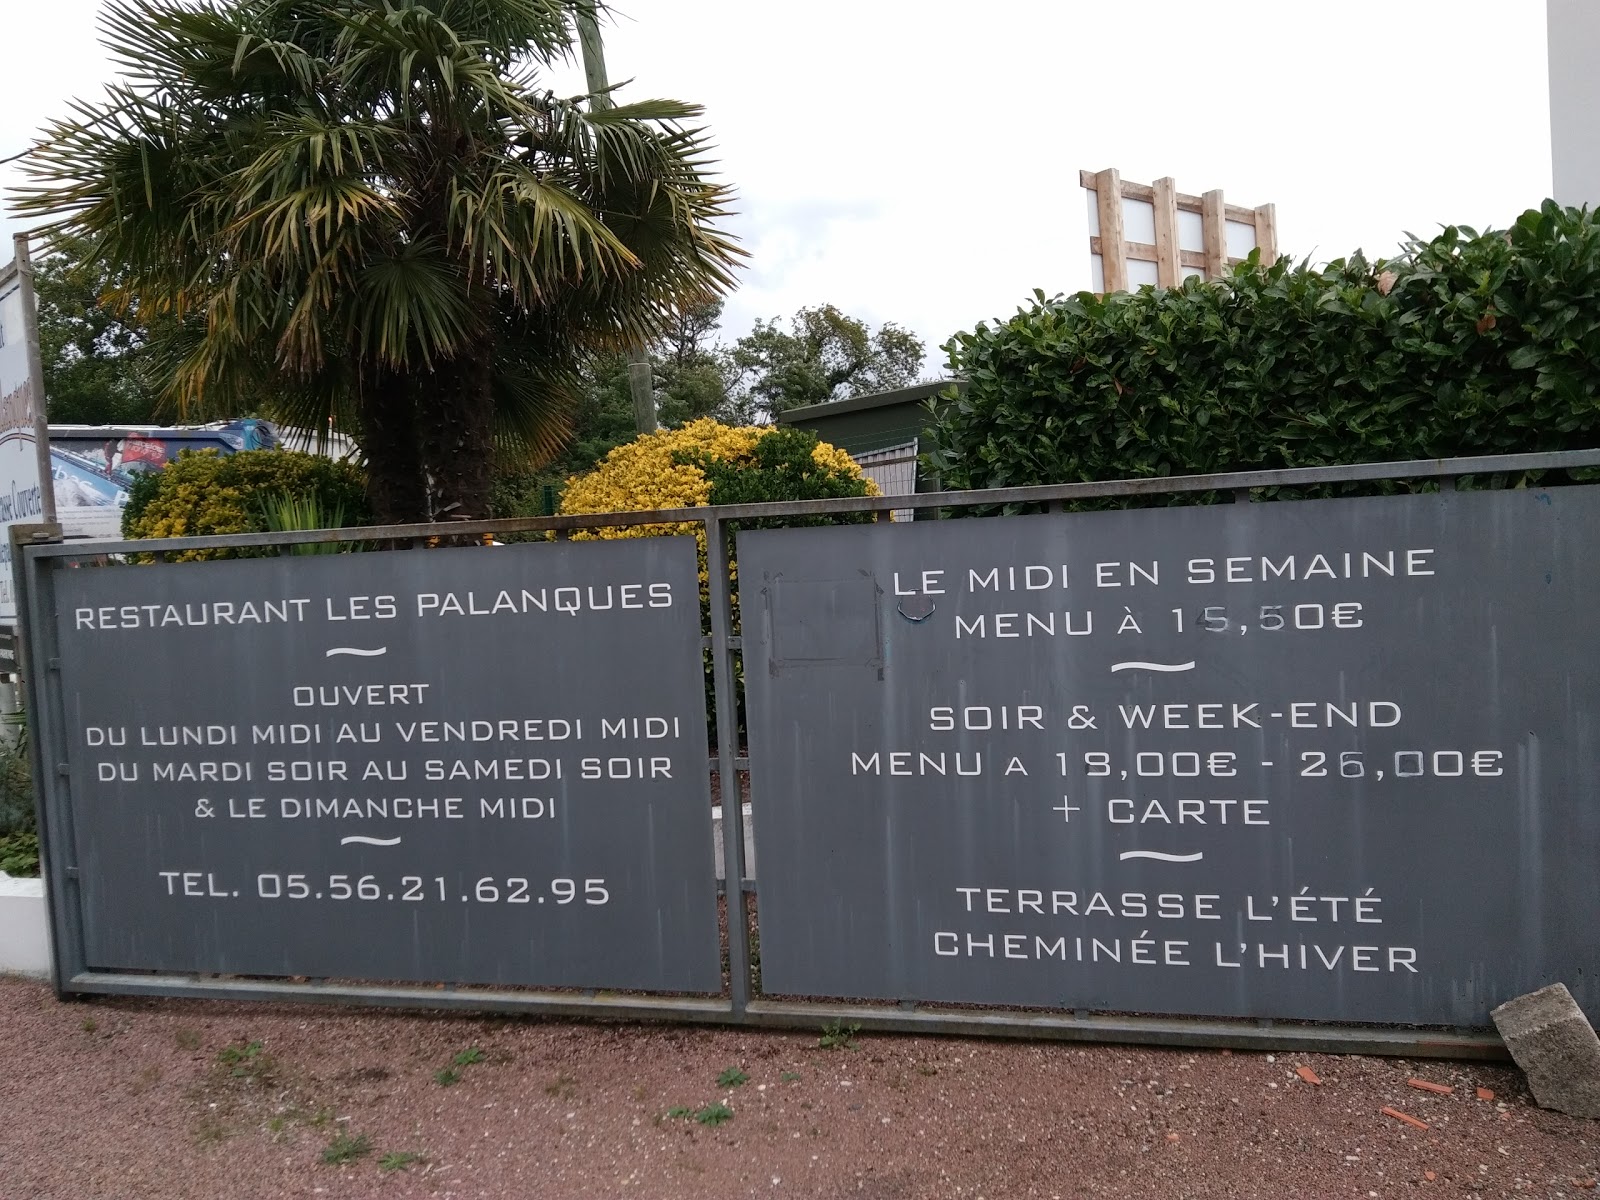 RESTAURANT LES PALANQUES
OUVERT
DU LUNDI MIDI AU VENDREDI MIDI
DU MARDI SOIR AU SAMEDI SOIR
& LE DIMANCHE MIDI
TEL. 05.56.21.62.95
LE MIDI EN SEMAINE
MENU À 15,50€
SOIR & WEEK-END
MENU A 19,00€ - 26,00€
+ CARTE
TERRASSE L'ÉTÉ
CHEMINÉE L'HIVER